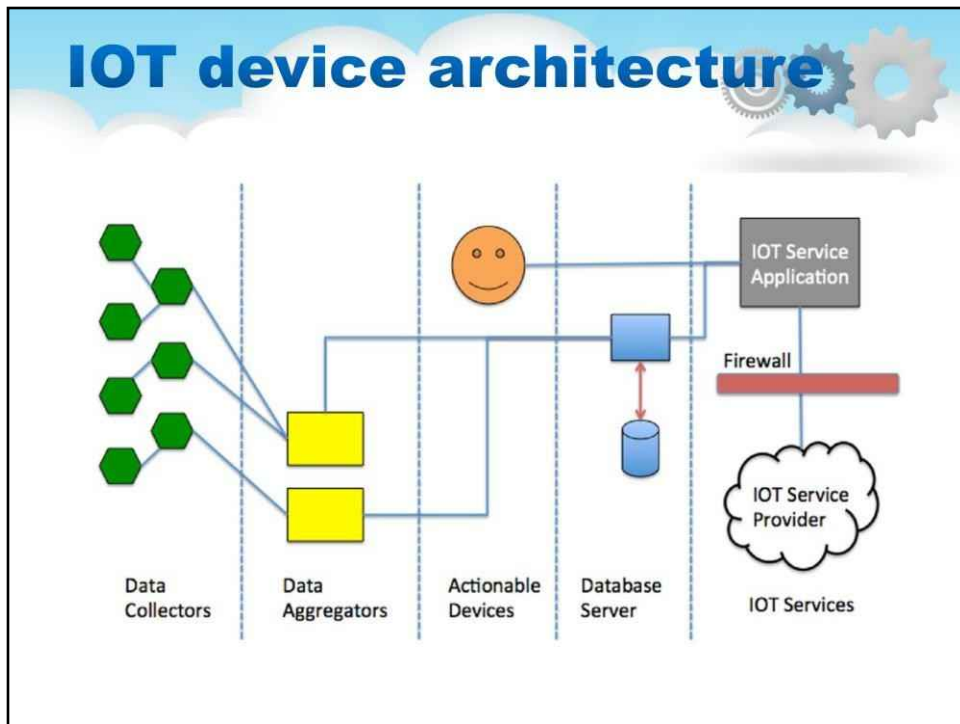 IOT device architecture
IOT Service
Application
Firewall
IOT Service
Provider
Data
Collectors
Data
Aggregators
Actionable
Devices
Database
Server
IOT Services